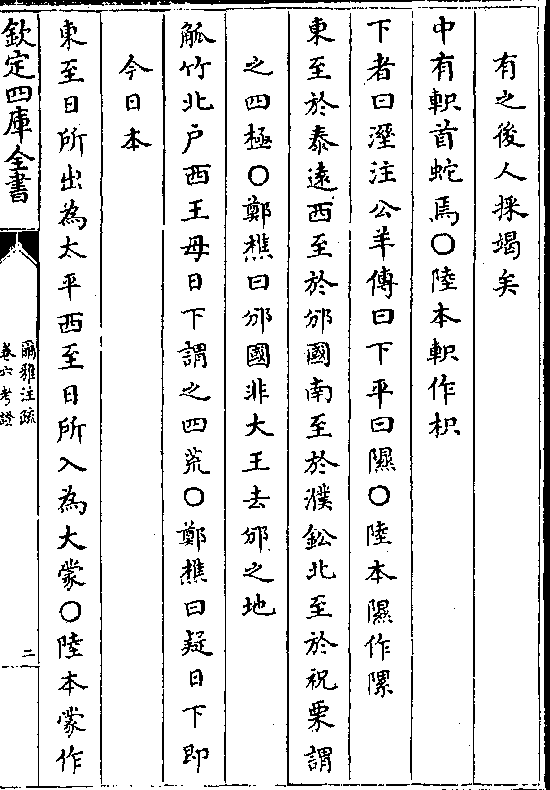 有之後人採竭矣
中有軹首蛇焉○陸本軹作枳
下者曰溼注公羊傳曰下平曰隰○陸本隰作㬤
東至於泰遠西至於邠國南至於濮鈆北至於祝栗謂
之四極○鄭樵曰邠國非大王去邠之地
觚竹北户西王母日下謂之四荒○鄭樵曰疑日下即
今日本
東至日所出為太平西至日所入為大蒙○陸本蒙作
欽定四庫全書
爾雅注疏
卷六考證
二